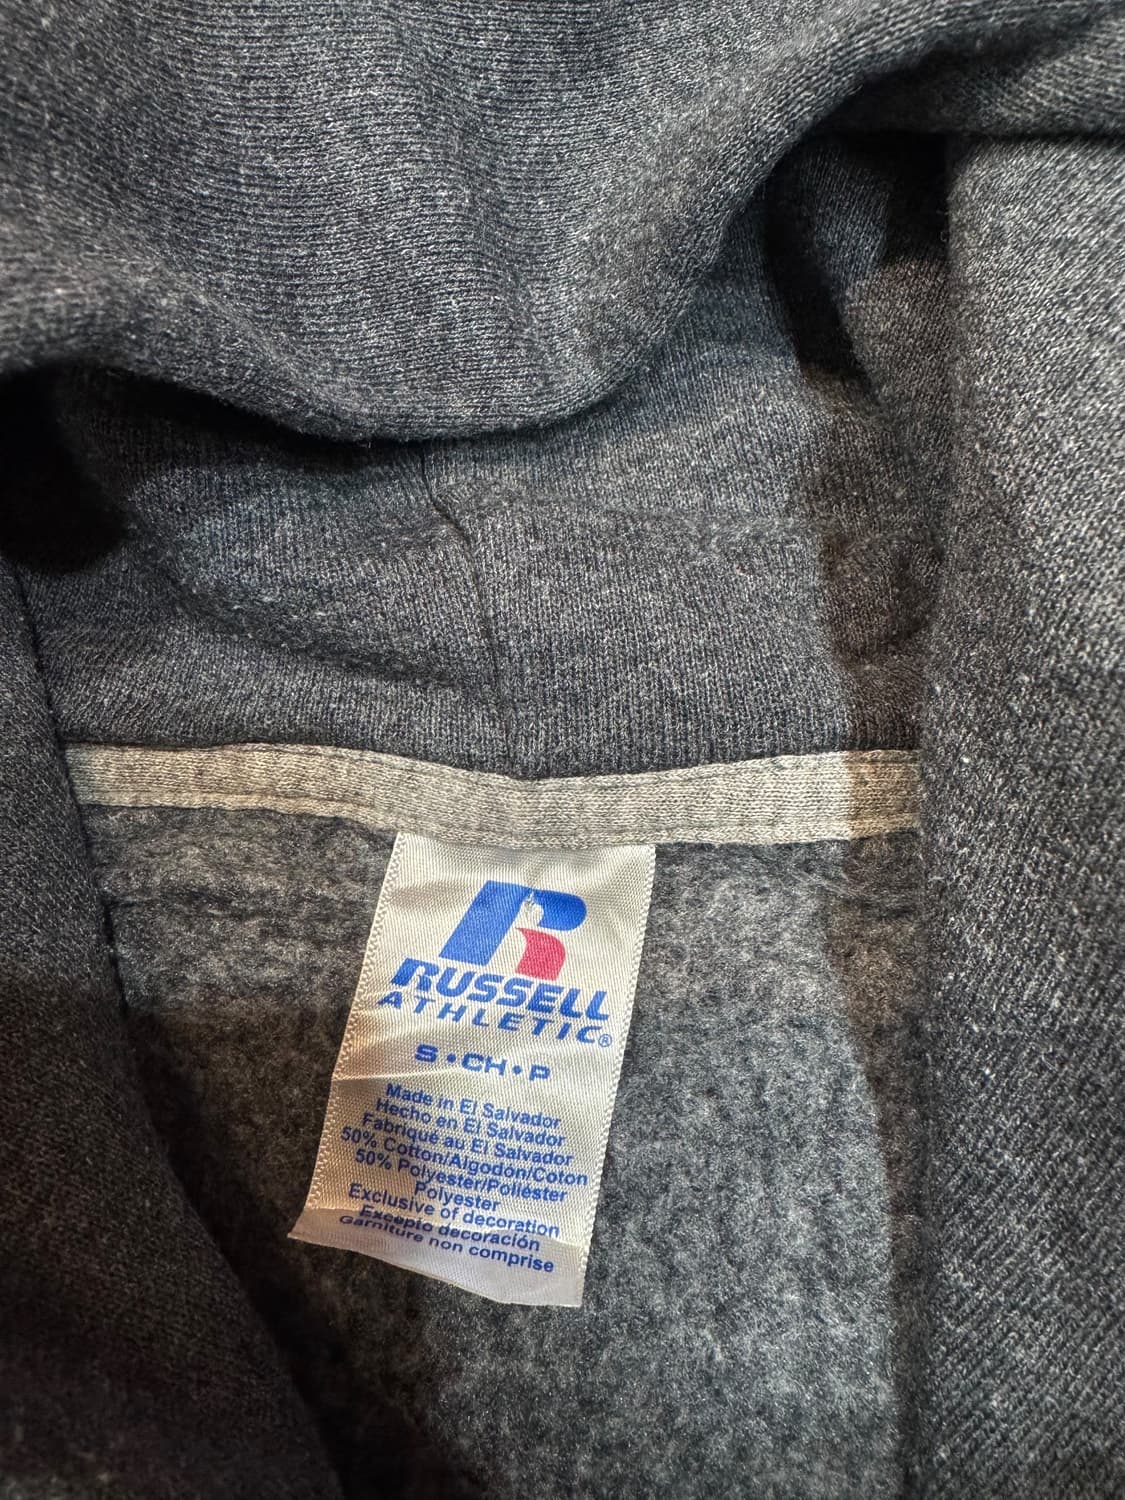 R
RUSSELL
ATHLETIC®
S•CH•P
Made in El Salvador
Hecho en El Salvador
Fabriqué au El Salvador
50% Cotton/Algodon/Coton
50% Polyester/Poliéster
Polyester
Exclusive of decoration
Excepto decoración
Garniture non comprise